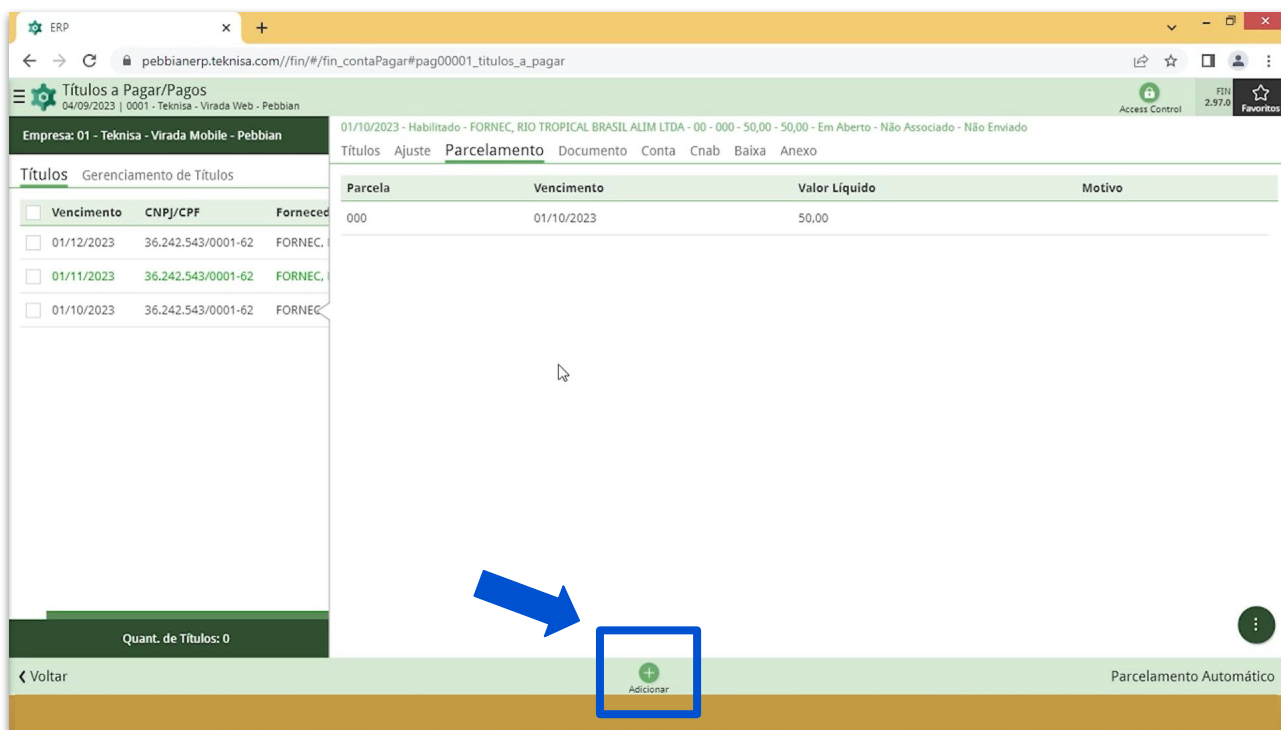 ERP
pebbianerp.teknisa.com//fin/#/fin_contaPagar#pag00001_titulos_a_pagar
Títulos a Pagar/Pagos
04/09/2023 | 0001 - Teknisa - Virada Web - Pebbian
Access Control
FIN
2.97.0
Favoritos
Empresa: 01 - Teknisa - Virada Mobile - Pebbian
Títulos Gerenciamento de Títulos
Vencimento CNPJ/CPF Forneced
01/12/2023 36.242.543/0001-62 FORNEC,
01/11/2023 36.242.543/0001-62 FORNEC,
01/10/2023 36.242.543/0001-62 FORNEC
Quant. de Títulos: 0
01/10/2023 - Habilitado - FORNEC, RIO TROPICAL BRASIL ALIM LTDA - 00 - 000 - 50,00 - 50,00 - Em Aberto - Não Associado - Não Enviado
Títulos Ajuste Parcelamento Documento Conta Cnab Baixa Anexo
Parcela Vencimento Valor Líquido Motivo
000 01/10/2023 50,00
Voltar
Adicionar
Parcelamento Automático